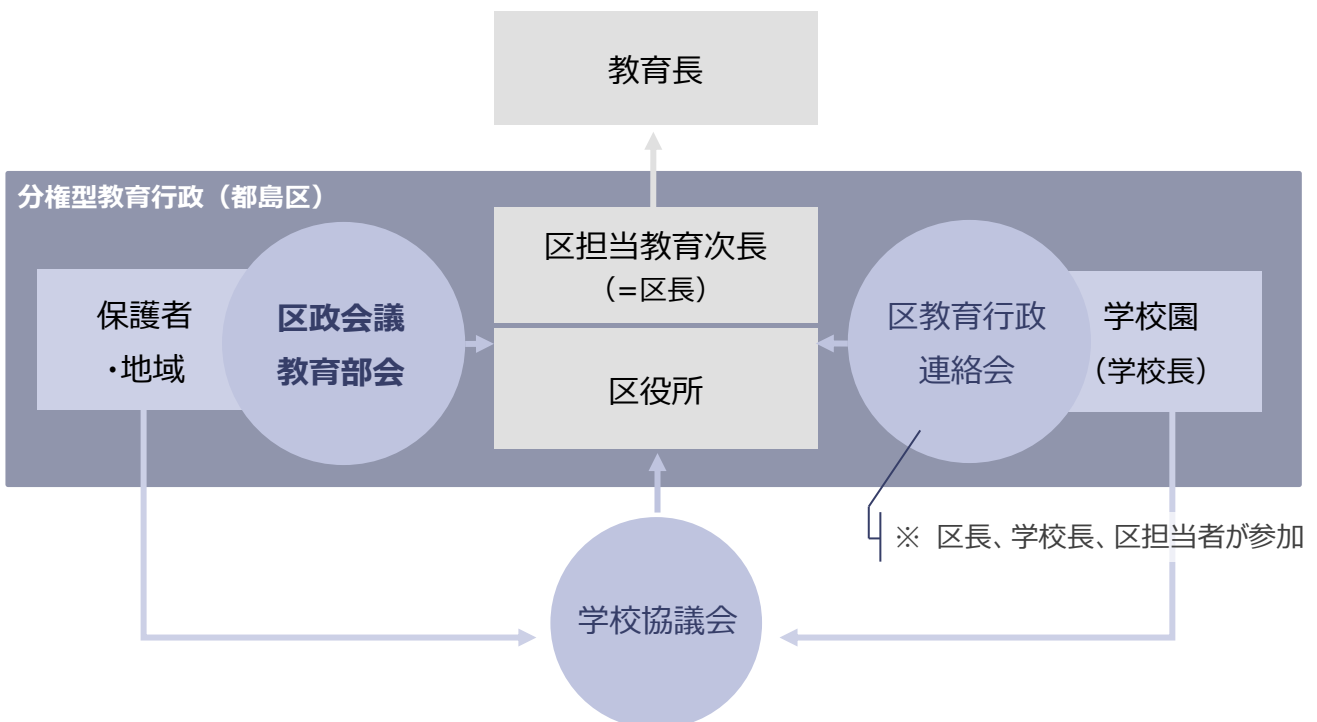 教育長
分権型教育行政（都島区）
保護者
・地域
区政会議
教育部会
区担当教育次長
（=区長）
区役所
区教育行政
連絡会
学校園
（学校長）
※ 区長、学校長、区担当者が参加
学校協議会